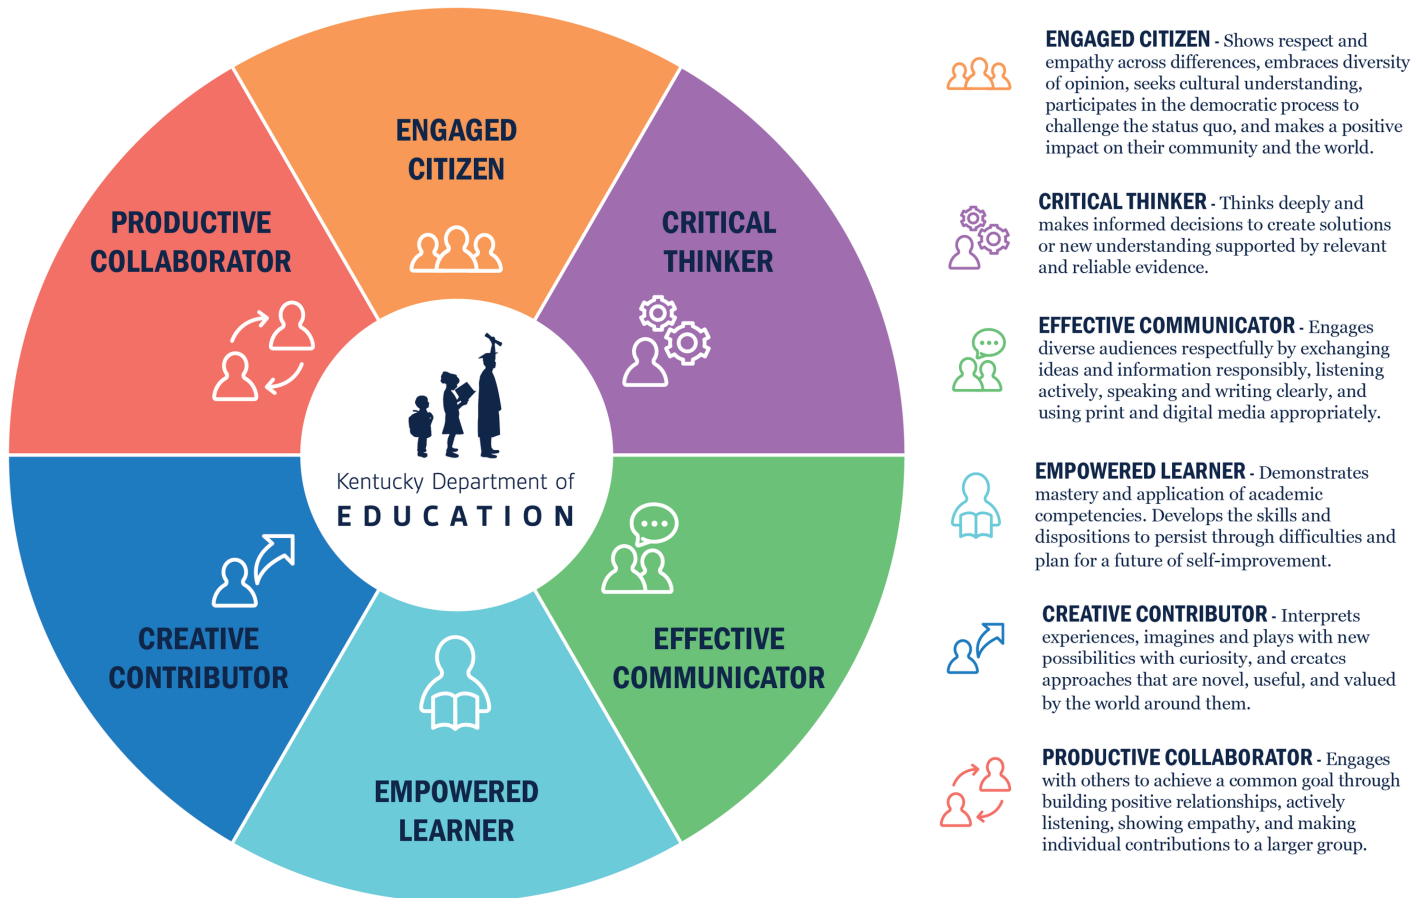 ENGAGED
CITIZEN
CRITICAL
THINKER
EFFECTIVE
COMMUNICATOR
EMPOWERED
LEARNER
CREATIVE
CONTRIBUTOR
PRODUCTIVE
COLLABORATOR
Kentucky Department of
EDUCATION
ENGAGED CITIZEN - Shows respect and
empathy across differences, embraces diversity
of opinion, seeks cultural understanding,
participates in the democratic process to
challenge the status quo, and makes a positive
impact on their community and the world.
CRITICAL THINKER - Thinks deeply and
makes informed decisions to create solutions
or new understanding supported by relevant
and reliable evidence.
EFFECTIVE COMMUNICATOR - Engages
diverse audiences respectfully by exchanging
ideas and information responsibly, listening
actively, speaking and writing clearly, and
using print and digital media appropriately.
EMPOWERED LEARNER - Demonstrates
mastery and application of academic
competencies. Develops the skills and
dispositions to persist through difficulties and
plan for a future of self-improvement.
CREATIVE CONTRIBUTOR - Interprets
experiences, imagines and plays with new
possibilities with curiosity, and creates
approaches that are novel, useful, and valued
by the world around them.
PRODUCTIVE COLLABORATOR - Engages
with others to achieve a common goal through
building positive relationships, actively
listening, showing empathy, and making
individual contributions to a larger group.